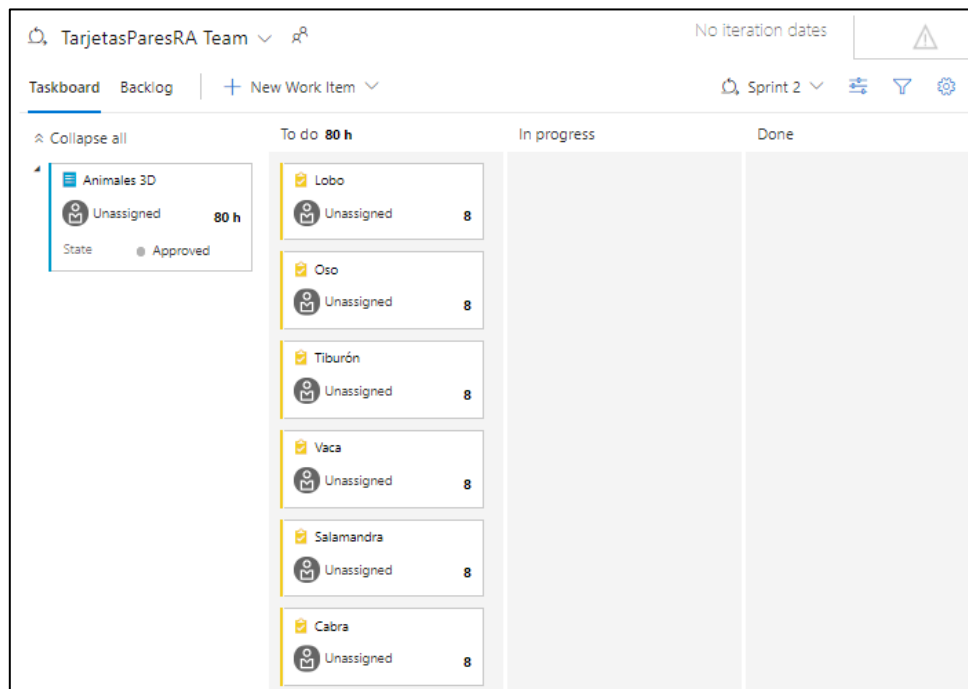 TarjetasParesRA Team
No iteration dates
Taskboard Backlog New Work Item Sprint 2
Collapse all To do 80 h In progress Done
Animales 3D
Unassigned 80 h
State Approved
Lobo
Unassigned 8
Oso
Unassigned 8
Tiburón
Unassigned 8
Vaca
Unassigned 8
Salamandra
Unassigned 8
Cabra
Unassigned 8